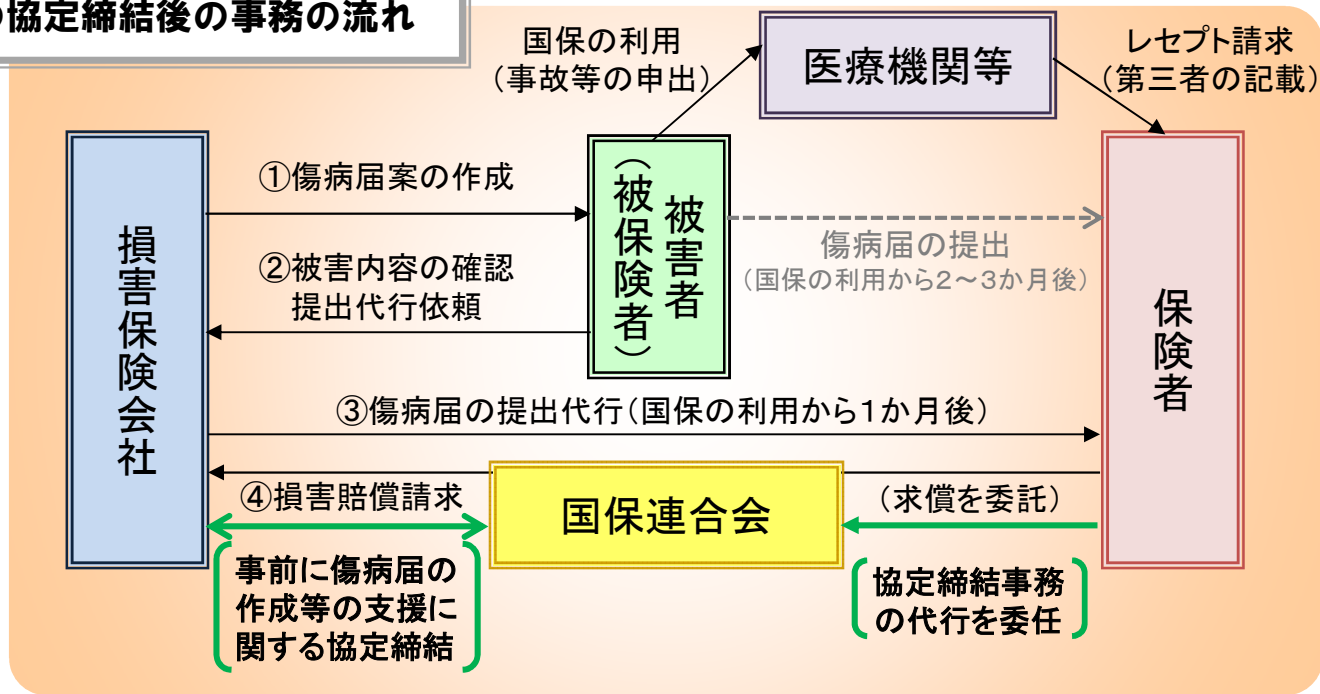 の協定締結後の事務の流れ
国保の利用
（事故等の申出）
医療機関等
レセプト請求
（第三者の記載）
損害保険会社
①傷病届案の作成
②被害内容の確認
提出代行依頼
被害者
（被保険者）
傷病届の提出
（国保の利用から２～３か月後）
保険者
③傷病届の提出代行（国保の利用から１か月後）
④損害賠償請求
国保連合会
（求償を委託）
事前に傷病届の
作成等の支援に
関する協定締結
協定締結事務
の代行を委任